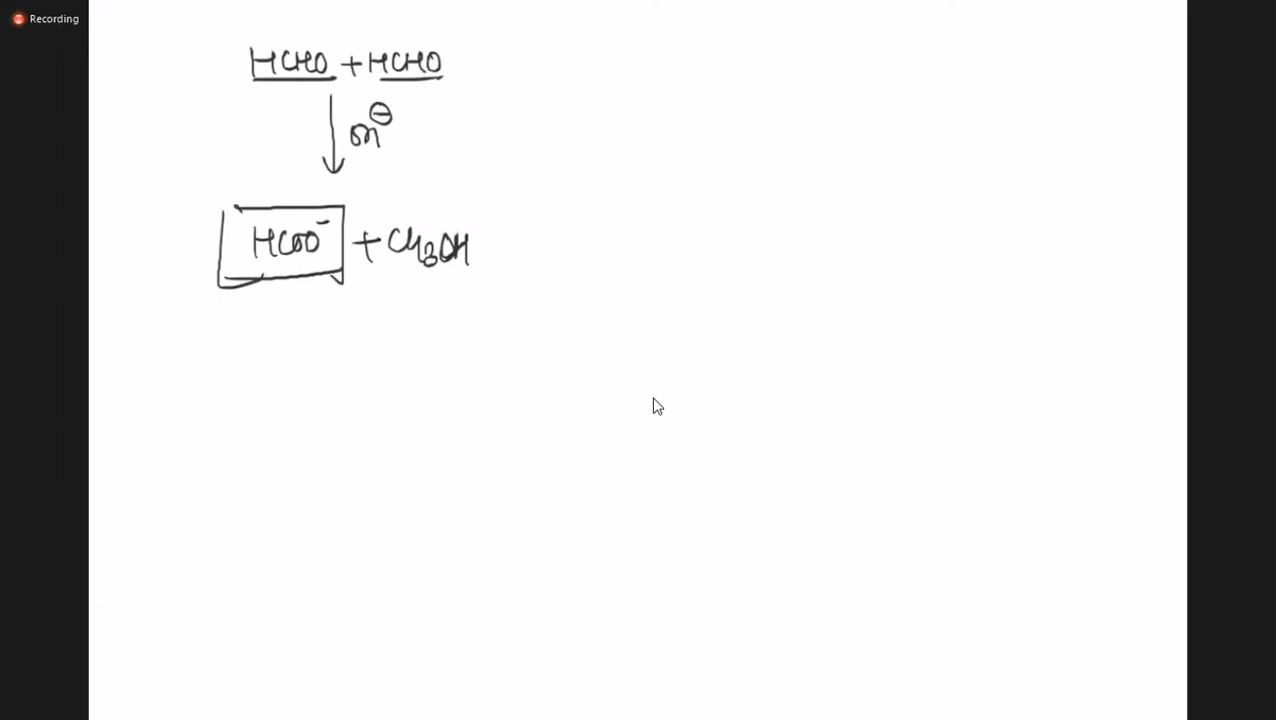 Recording
HCHO + HCHO
OH⊖
HCOO⁻ + CH₃OH